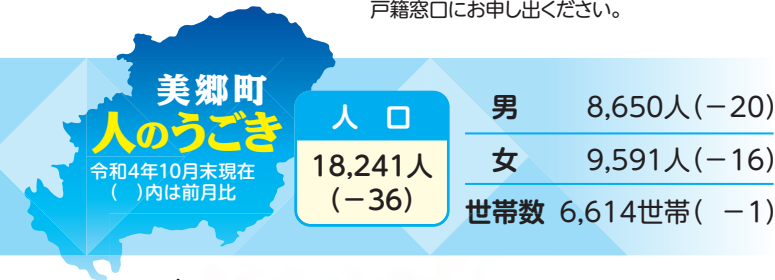 戸籍窓口にお申し出ください。
美郷町
人のうごき
令和4年10月末現在
(　)内は前月比
人　口
18,241人
(−36)
男　8,650人(−20)
女　9,591人(−16)
世帯数 6,614世帯(　−1)